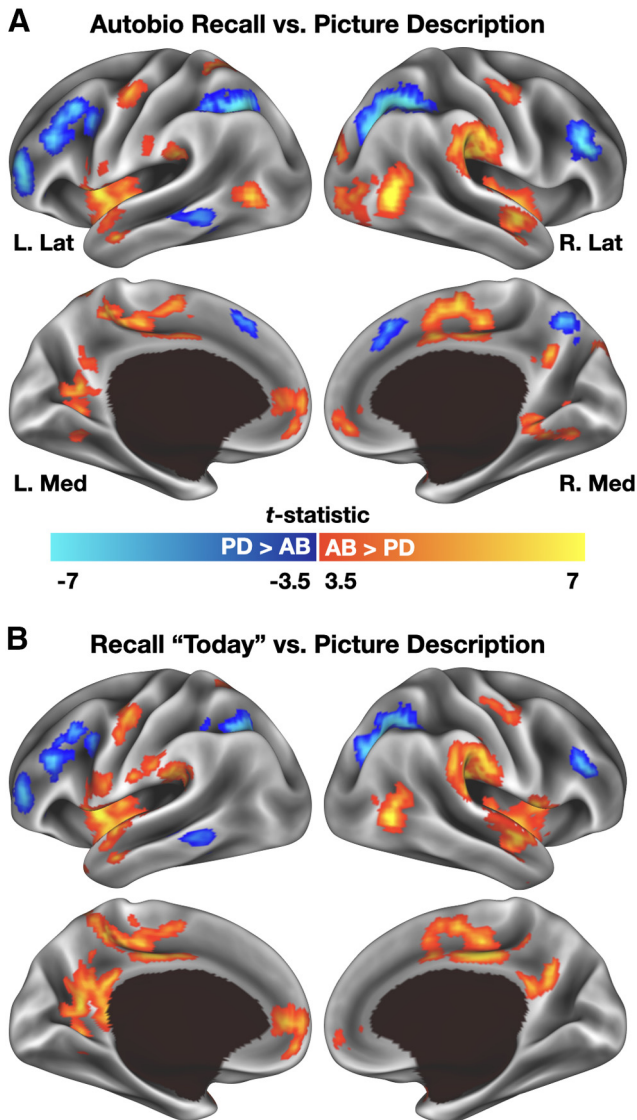 A
Autobio Recall vs. Picture Description
L. Lat
R. Lat
L. Med
R. Med
t-statistic
PD > AB AB > PD
-7 -3.5 3.5 7
B
Recall “Today” vs. Picture Description